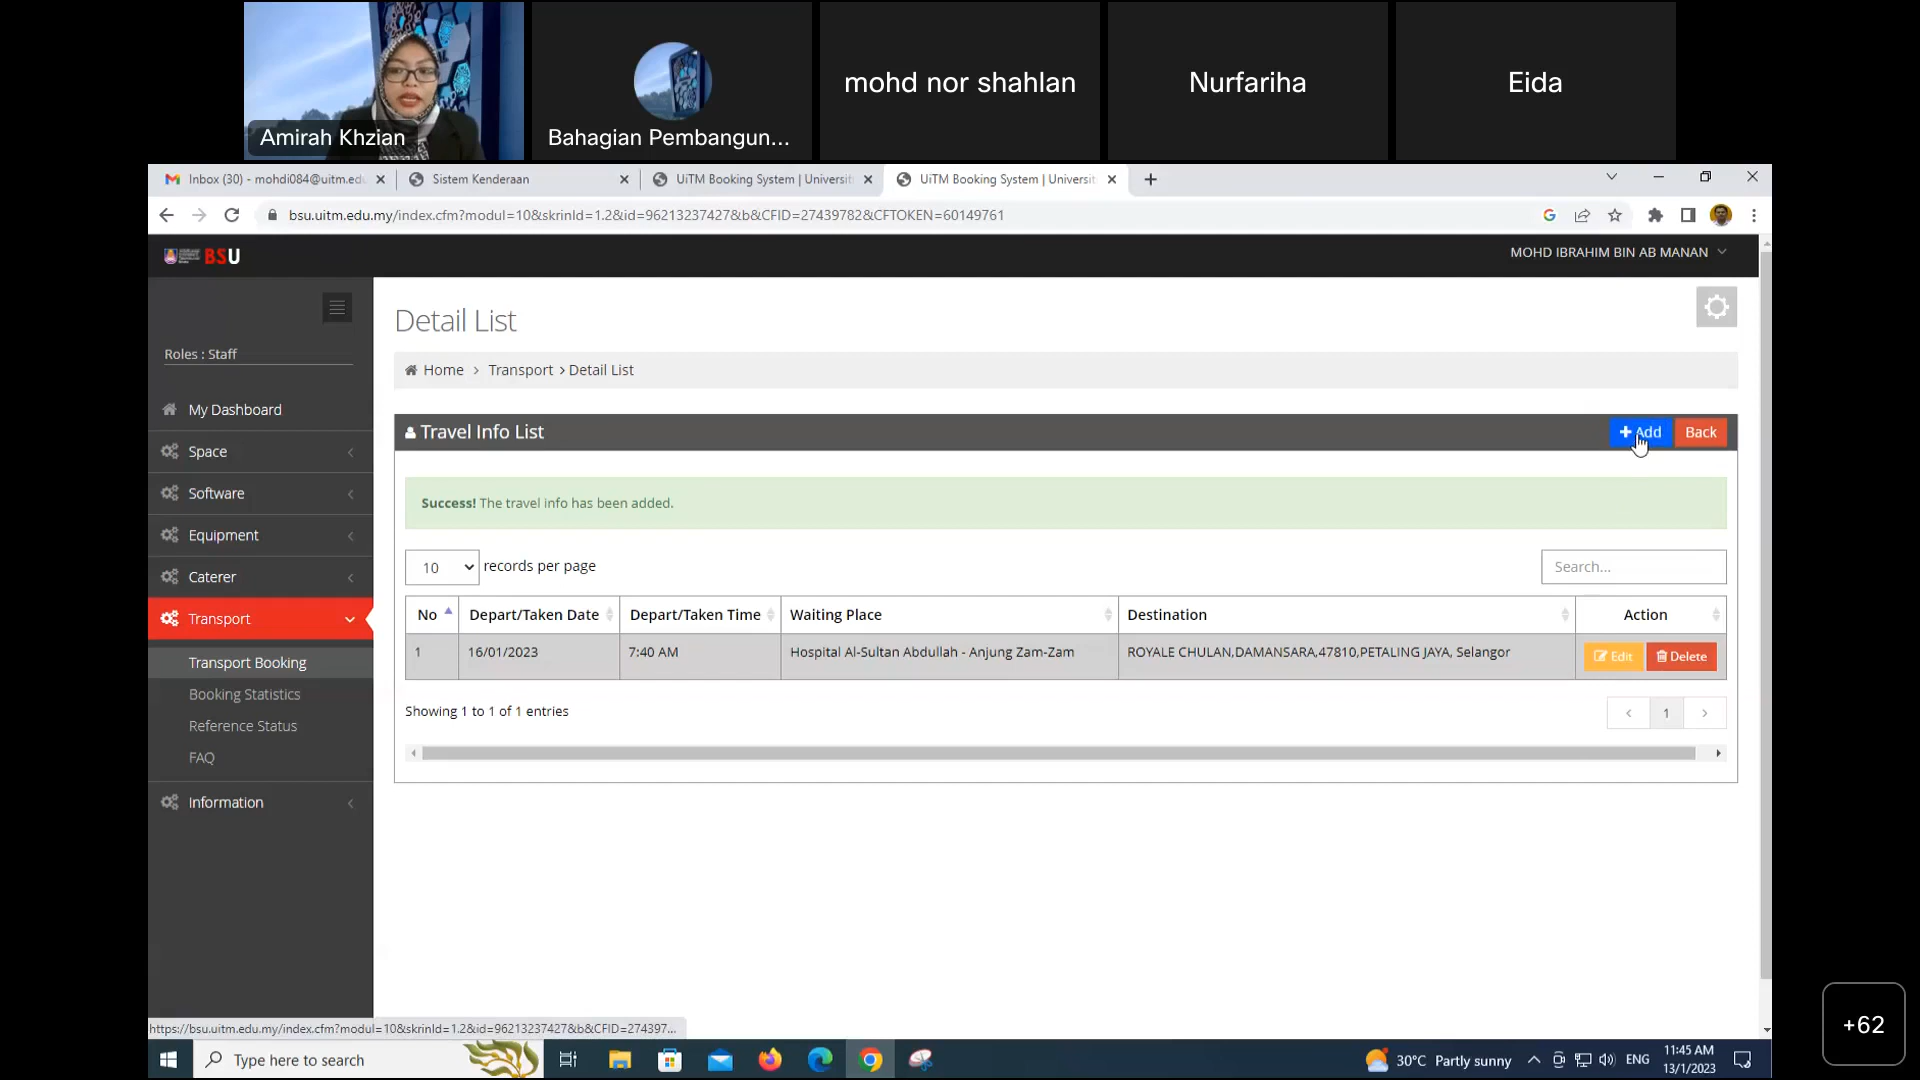 Amirah Khzian
Bahagian Pembangun...
mohd nor shahlan
Nurfariha
Eida
Inbox (30) - mohdi084@uitm.ed
Sistem Kenderaan
UiTM Booking System | Universit
UiTM Booking System | Universit
bsu.uitm.edu.my/index.cfm?modul=10&skrinId=1.2&id=96213237427&b&CFID=27439782&CFTOKEN=60149761
BSU
MOHD IBRAHIM BIN AB MANAN
Roles : Staff
My Dashboard
Space
Software
Equipment
Caterer
Transport
Transport Booking
Booking Statistics
Reference Status
FAQ
Information
Detail List
Home > Transport > Detail List
Travel Info List
+ Add
Back
Success! The travel info has been added.
10 records per page
Search...
No Depart/Taken Date Depart/Taken Time Waiting Place Destination Action
1 16/01/2023 7:40 AM Hospital Al-Sultan Abdullah - Anjung Zam-Zam ROYALE CHULAN,DAMANSARA,47810,PETALING JAYA, Selangor Edit Delete
Showing 1 to 1 of 1 entries
< 1 >
https://bsu.uitm.edu.my/index.cfm?modul=10&skrinId=1.2&id=96213237427&b&CFID=274397...
+62
Type here to search
30°C Partly sunny
ENG
11:45 AM
13/1/2023